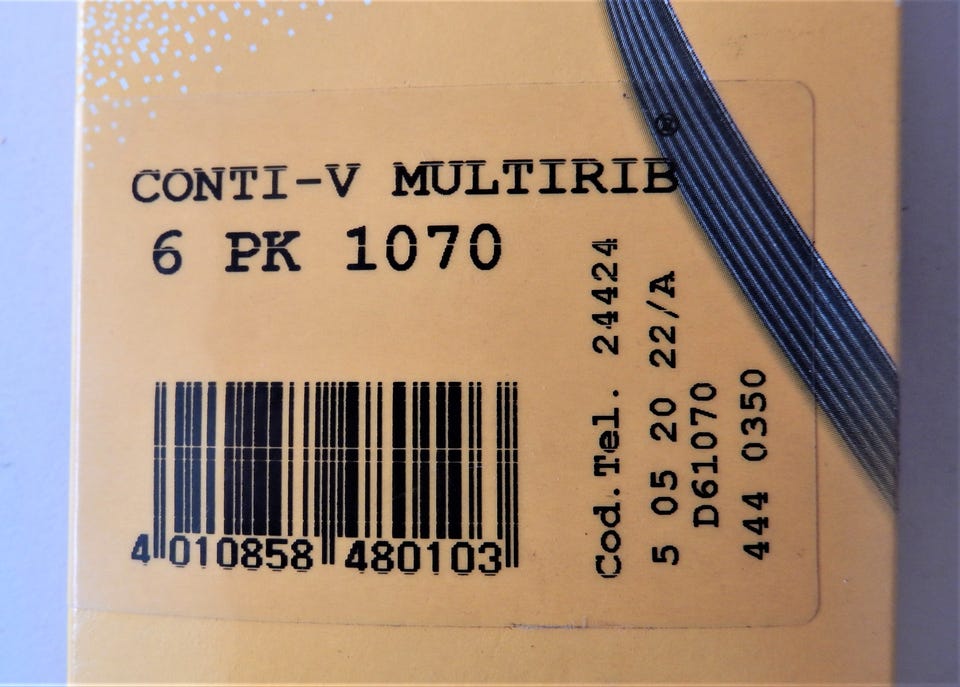 CONTI-V MULTIRIB®
6 PK 1070
4 010858 480103
Cod.Tel. 24424
5 05 20 22/A
D61070
444 0350